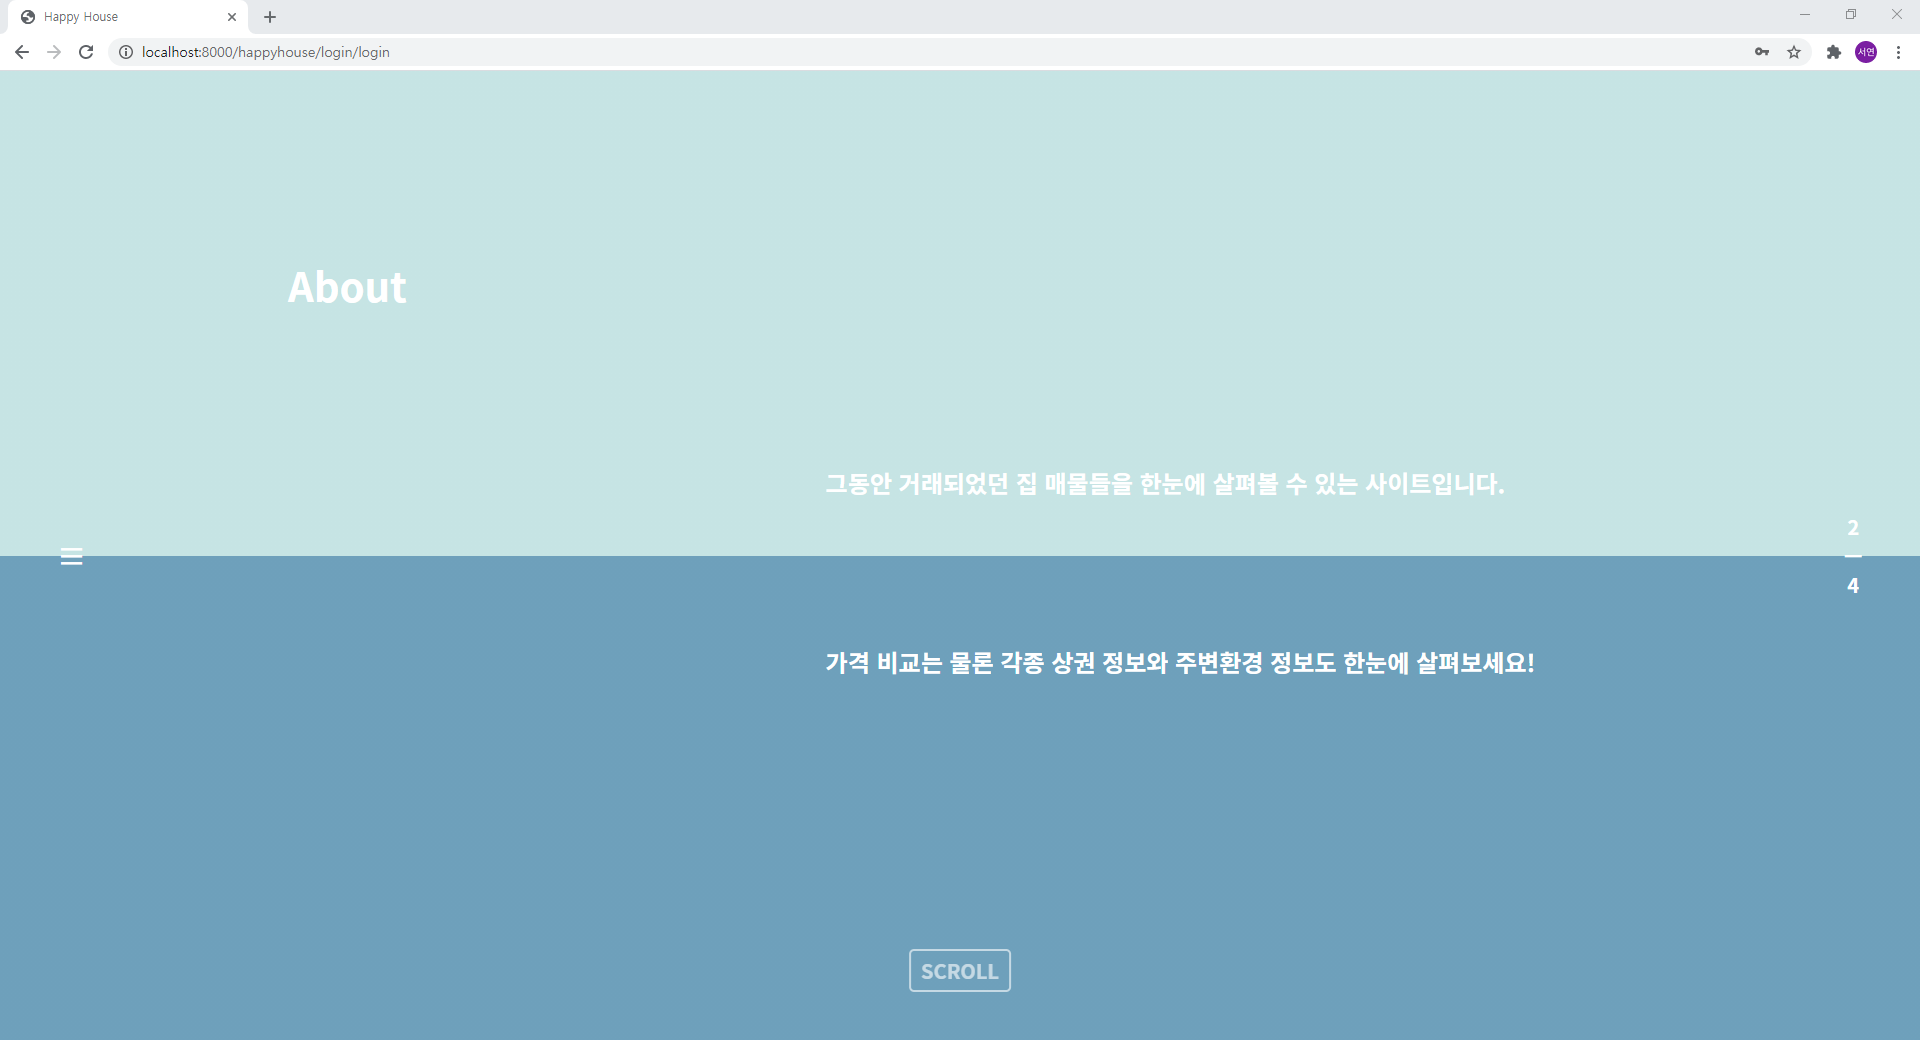 Happy House
localhost:8000/happyhouse/login/login
서연
About
그동안 거래되었던 집 매물들을 한눈에 살펴볼 수 있는 사이트입니다.
2
4
가격 비교는 물론 각종 상권 정보와 주변환경 정보도 한눈에 살펴보세요!
SCROLL